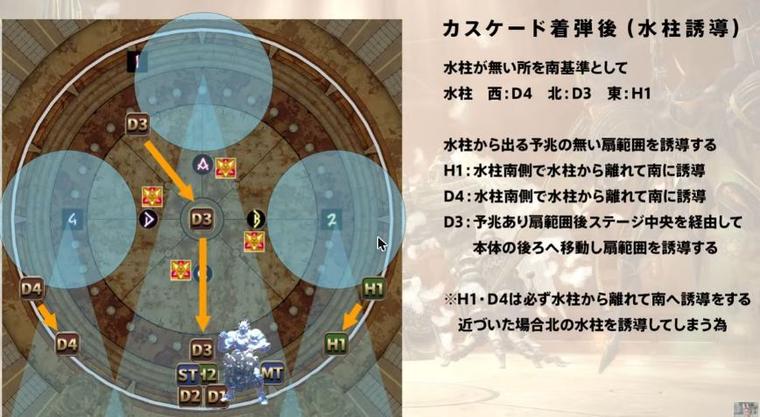 カスケード着弾後（水柱誘導）
水柱が無い所を南基準として
水柱　西：D4　北：D3　東：H1
水柱から出る予兆の無い扇範囲を誘導する
H1：水柱南側で水柱から離れて南に誘導
D4：水柱南側で水柱から離れて南に誘導
D3：予兆あり扇範囲後ステージ中央を経由して
本体の後ろへ移動し扇範囲を誘導する
※H1・D4は必ず水柱から離れて南へ誘導をする
近づいた場合北の水柱を誘導してしまう為
1
D3
A
4
D3
B
2
D4
H1
D4
D3
H1
ST
H2
MT
D2
D1